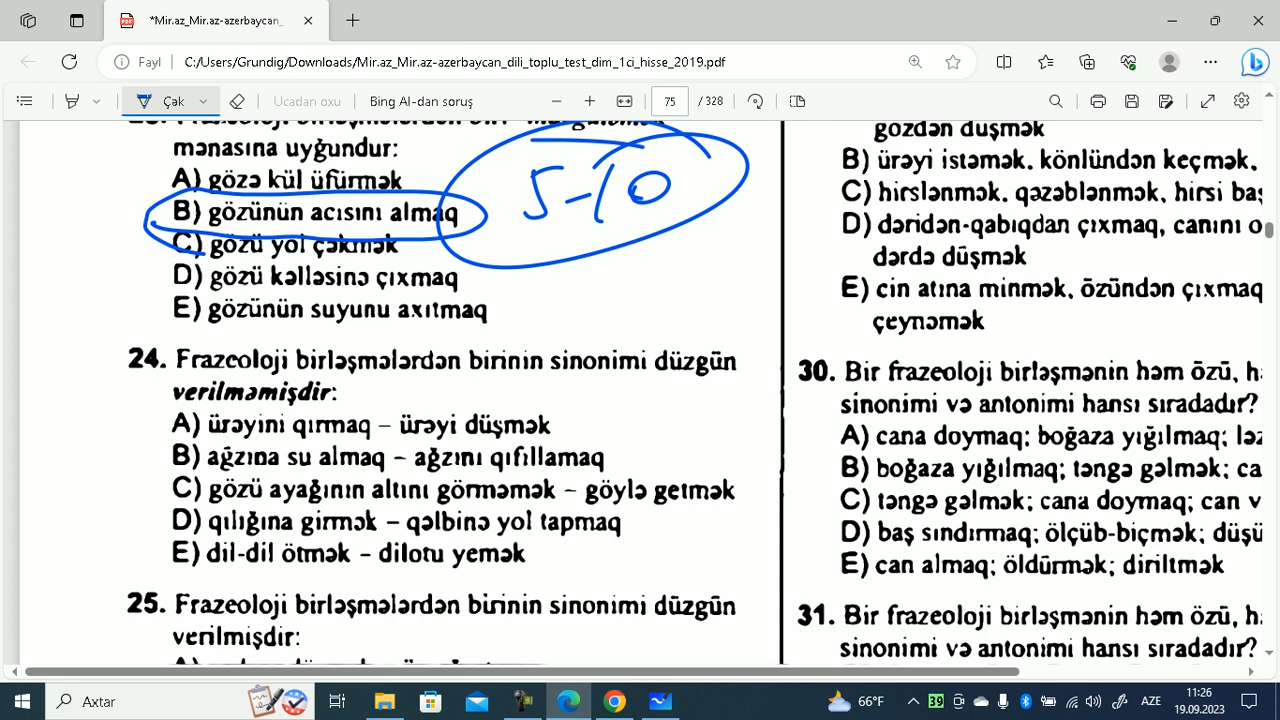 *Mir.az_Mir.az-azerbaycan_
Fayl
C:/Users/Grundig/Downloads/Mir.az_Mir.az-azerbaycan_dili_toplu_test_dim_1ci_hisse_2019.pdf
Çək
Ucadan oxu
Bing AI-dan soruş
75 / 328
mənasına uyğundur:
A) gözə kül üfürmək
B) gözünün acısını almaq
C) gözü yol çəkmək
D) gözü kəlləsinə çıxmaq
E) gözünün suyunu axıtmaq
5-10
24. Frazeoloji birləşmələrdən birinin sinonimi düzgün
verilməmişdir:
A) ürəyini qırmaq – ürəyi düşmək
B) ağzına su almaq – ağzını qıfıllamaq
C) gözü ayağının altını görməmək – göylə getmək
D) qılığına girmək – qəlbinə yol tapmaq
E) dil-dil ötmək – dilotu yemək
25. Frazeoloji birləşmələrdən birinin sinonimi düzgün
verilmişdir:
gözdən düşmək
B) ürəyi istəmək, könlündən keçmək,
C) hirslənmək, qəzəblənmək, hirsi baş
D) dəridən-qabıqdan çıxmaq, canını o
dərdə düşmək
E) cin atına minmək, özündən çıxmaq
çeynəmək
30. Bir frazeoloji birləşmənin həm özü, hə
sinonimi və antonimi hansı sıradadır?
A) cana doymaq; boğaza yığılmaq; ləz
B) boğaza yığılmaq; təngə gəlmək; ca
C) təngə gəlmək; cana doymaq; can v
D) baş sındırmaq; ölçüb-biçmək; düşü
E) can almaq; öldürmək; diriltmək
31. Bir frazeoloji birləşmənin həm özü, hə
sinonimi və antonimi hansı sıradadır?
Axtar
66°F
39
AZE
11:26
19.09.2023